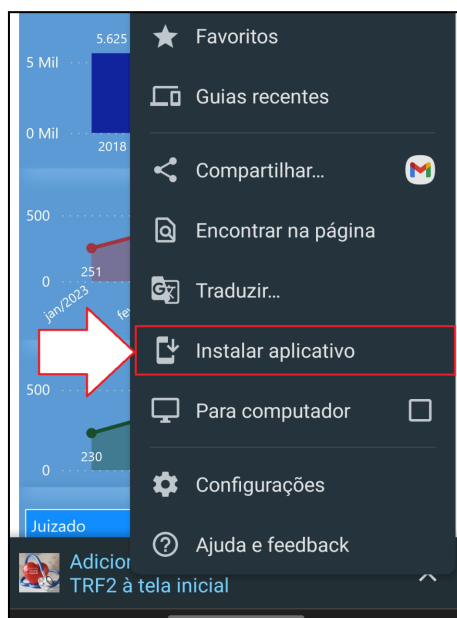 5.625
5 Mil
0 Mil
2018
500
251
0
jan/2023
500
230
0
Juizado
Favoritos
Guias recentes
Compartilhar...
Encontrar na página
Traduzir...
Instalar aplicativo
Para computador
Configurações
Ajuda e feedback
TRF2 à tela inicial